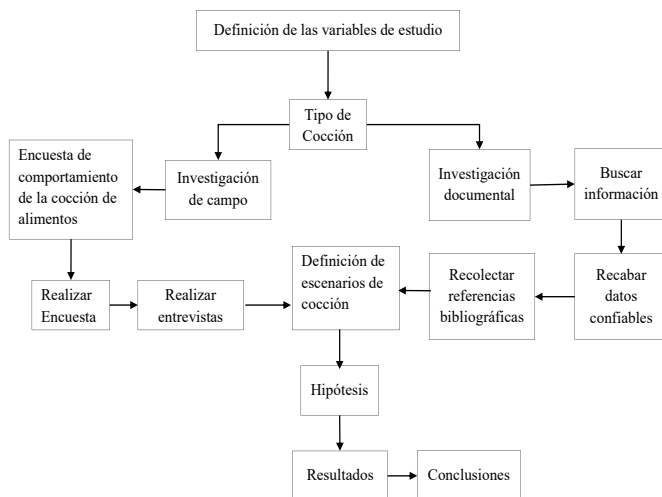 Definición de las variables de estudio
Tipo de
Cocción
Encuesta de
comportamiento
de la cocción de
alimentos
Investigación
de campo
Investigación
documental
Buscar
información
Realizar
Encuesta
Realizar
entrevistas
Definición de
escenarios de
cocción
Recolectar
referencias
bibliográficas
Recabar
datos
confiables
Hipótesis
Resultados
Conclusiones